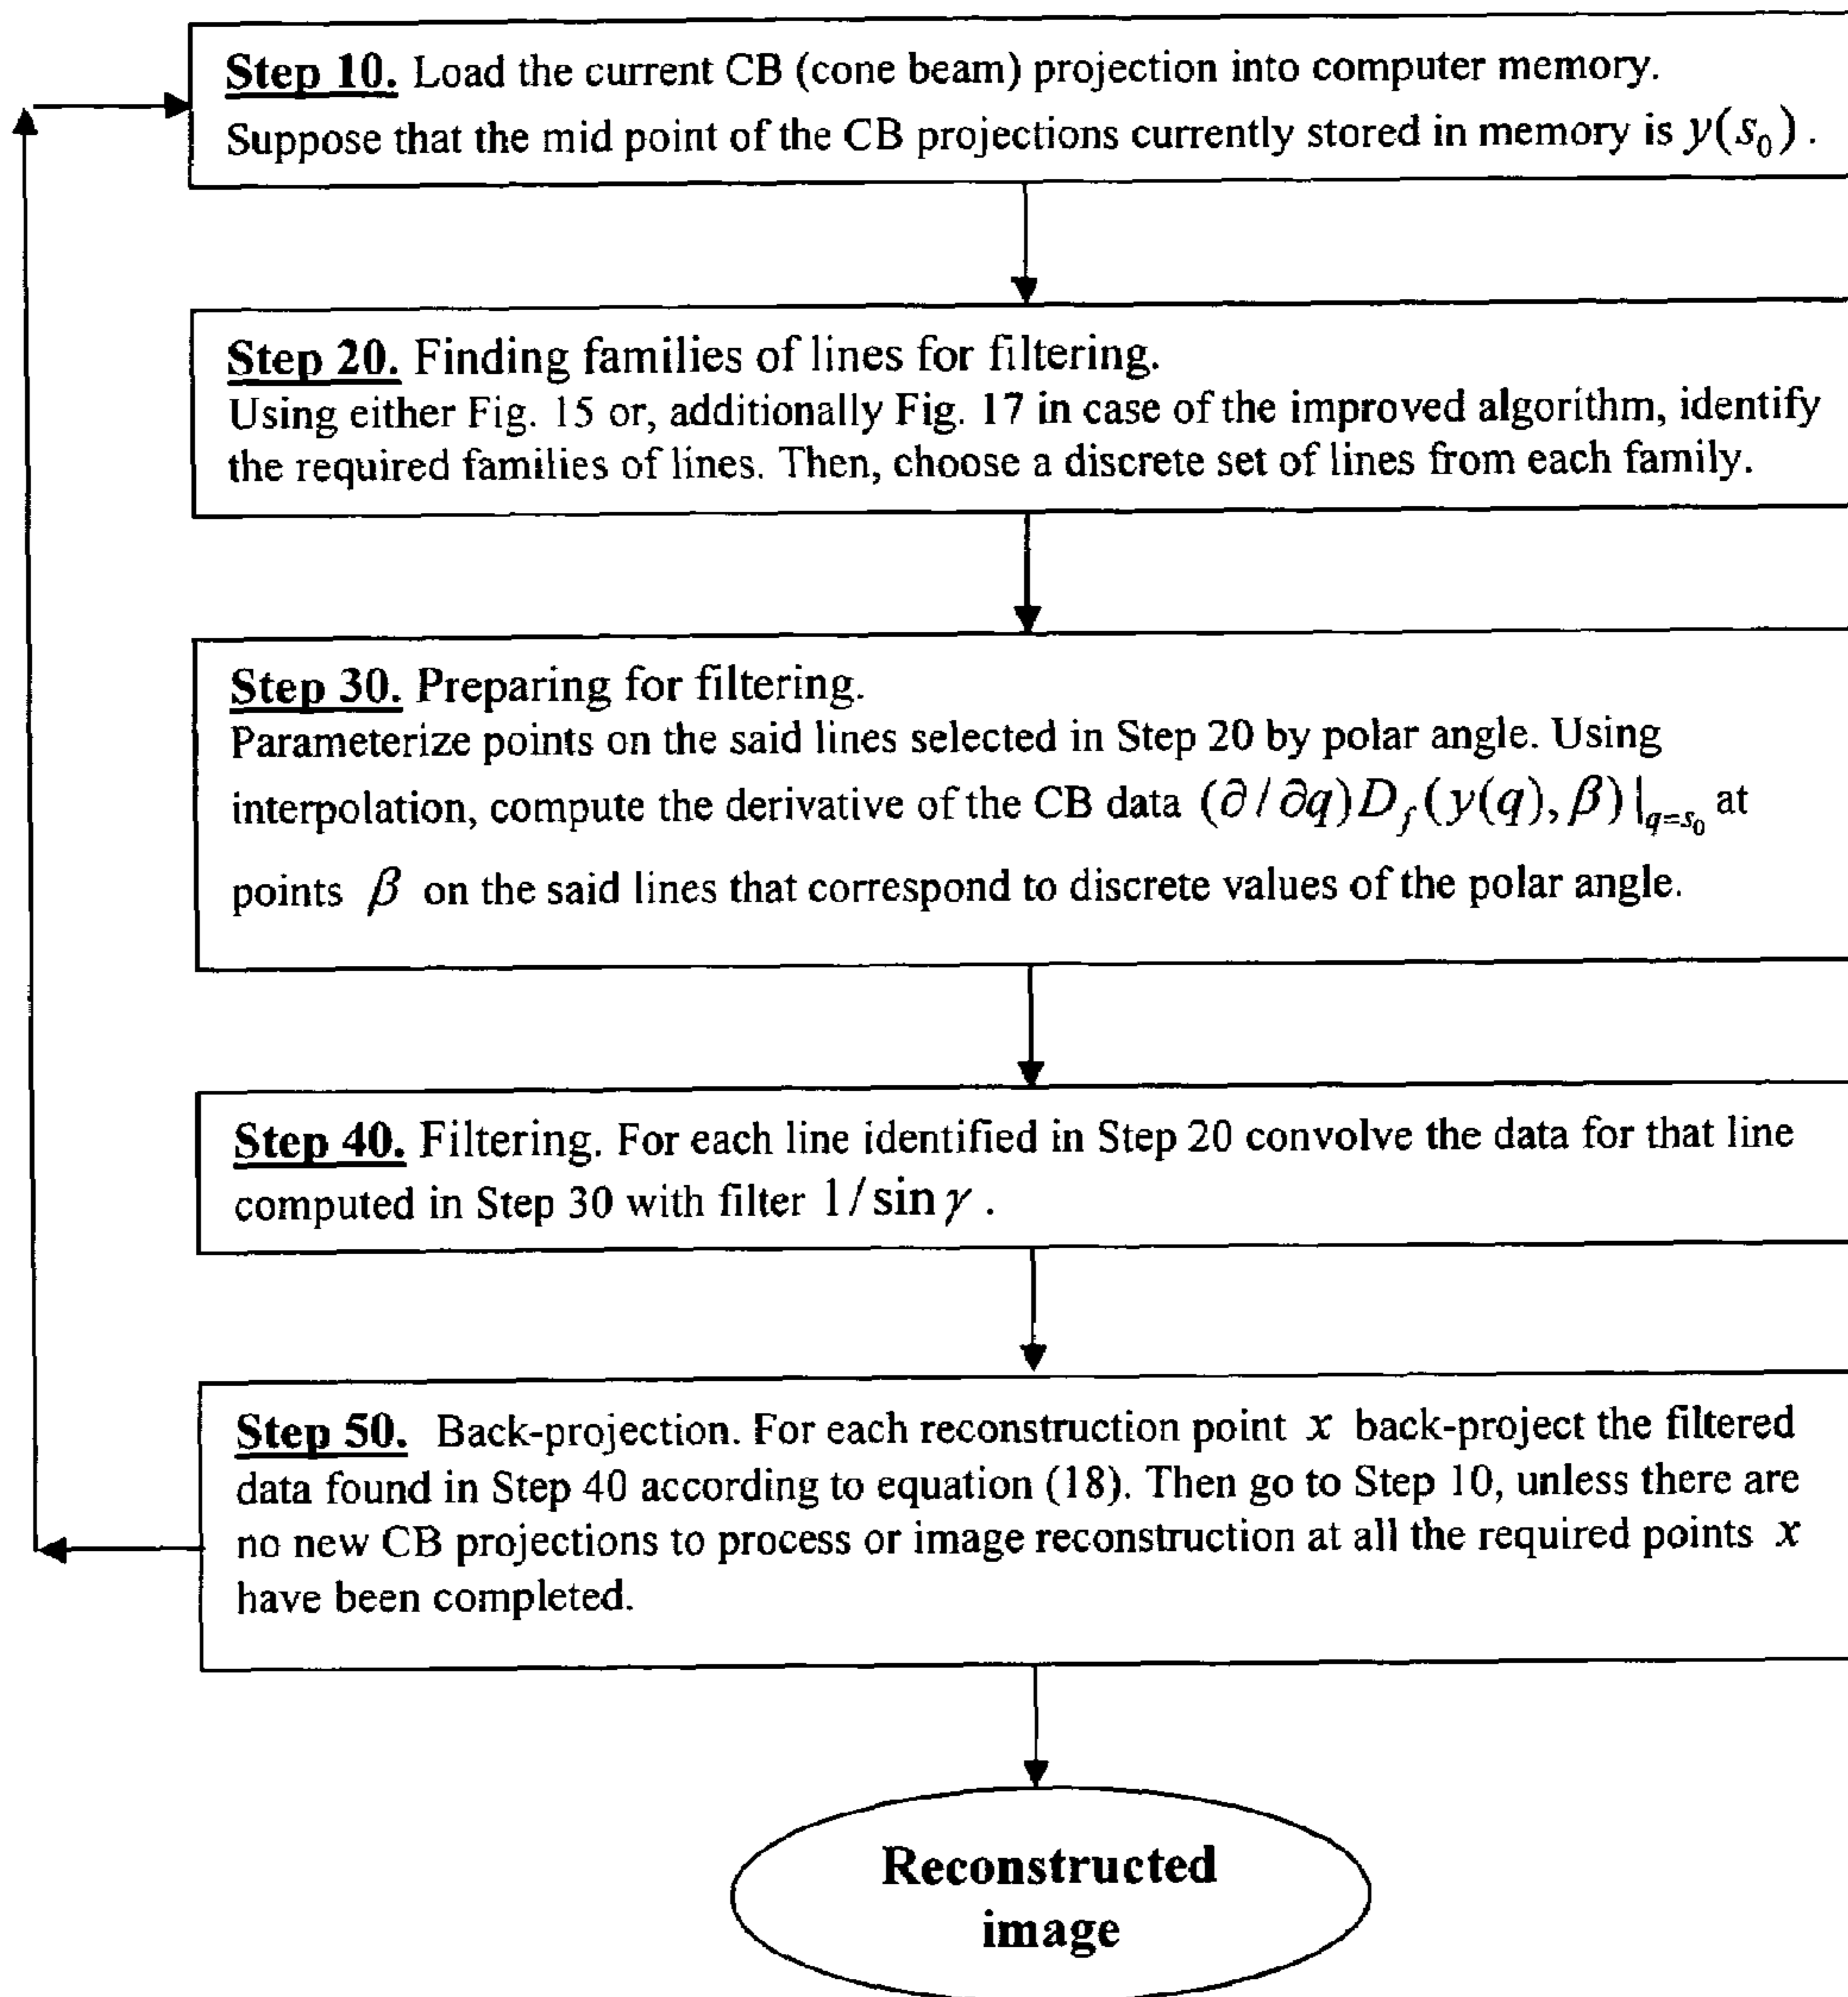 Step 10. Load the current CB (cone beam) projection into computer memory.
Suppose that the mid point of the CB projections currently stored in memory is y(s₀).
Step 20. Finding families of lines for filtering.
Using either Fig. 15 or, additionally Fig. 17 in case of the improved algorithm, identify
the required families of lines. Then, choose a discrete set of lines from each family.
Step 30. Preparing for filtering.
Parameterize points on the said lines selected in Step 20 by polar angle. Using
interpolation, compute the derivative of the CB data (∂/∂q)D_f(y(q), β)|_{q=s₀} at
points β on the said lines that correspond to discrete values of the polar angle.
Step 40. Filtering. For each line identified in Step 20 convolve the data for that line
computed in Step 30 with filter 1/sin γ.
Step 50. Back-projection. For each reconstruction point x back-project the filtered
data found in Step 40 according to equation (18). Then go to Step 10, unless there are
no new CB projections to process or image reconstruction at all the required points x
have been completed.
Reconstructed
image